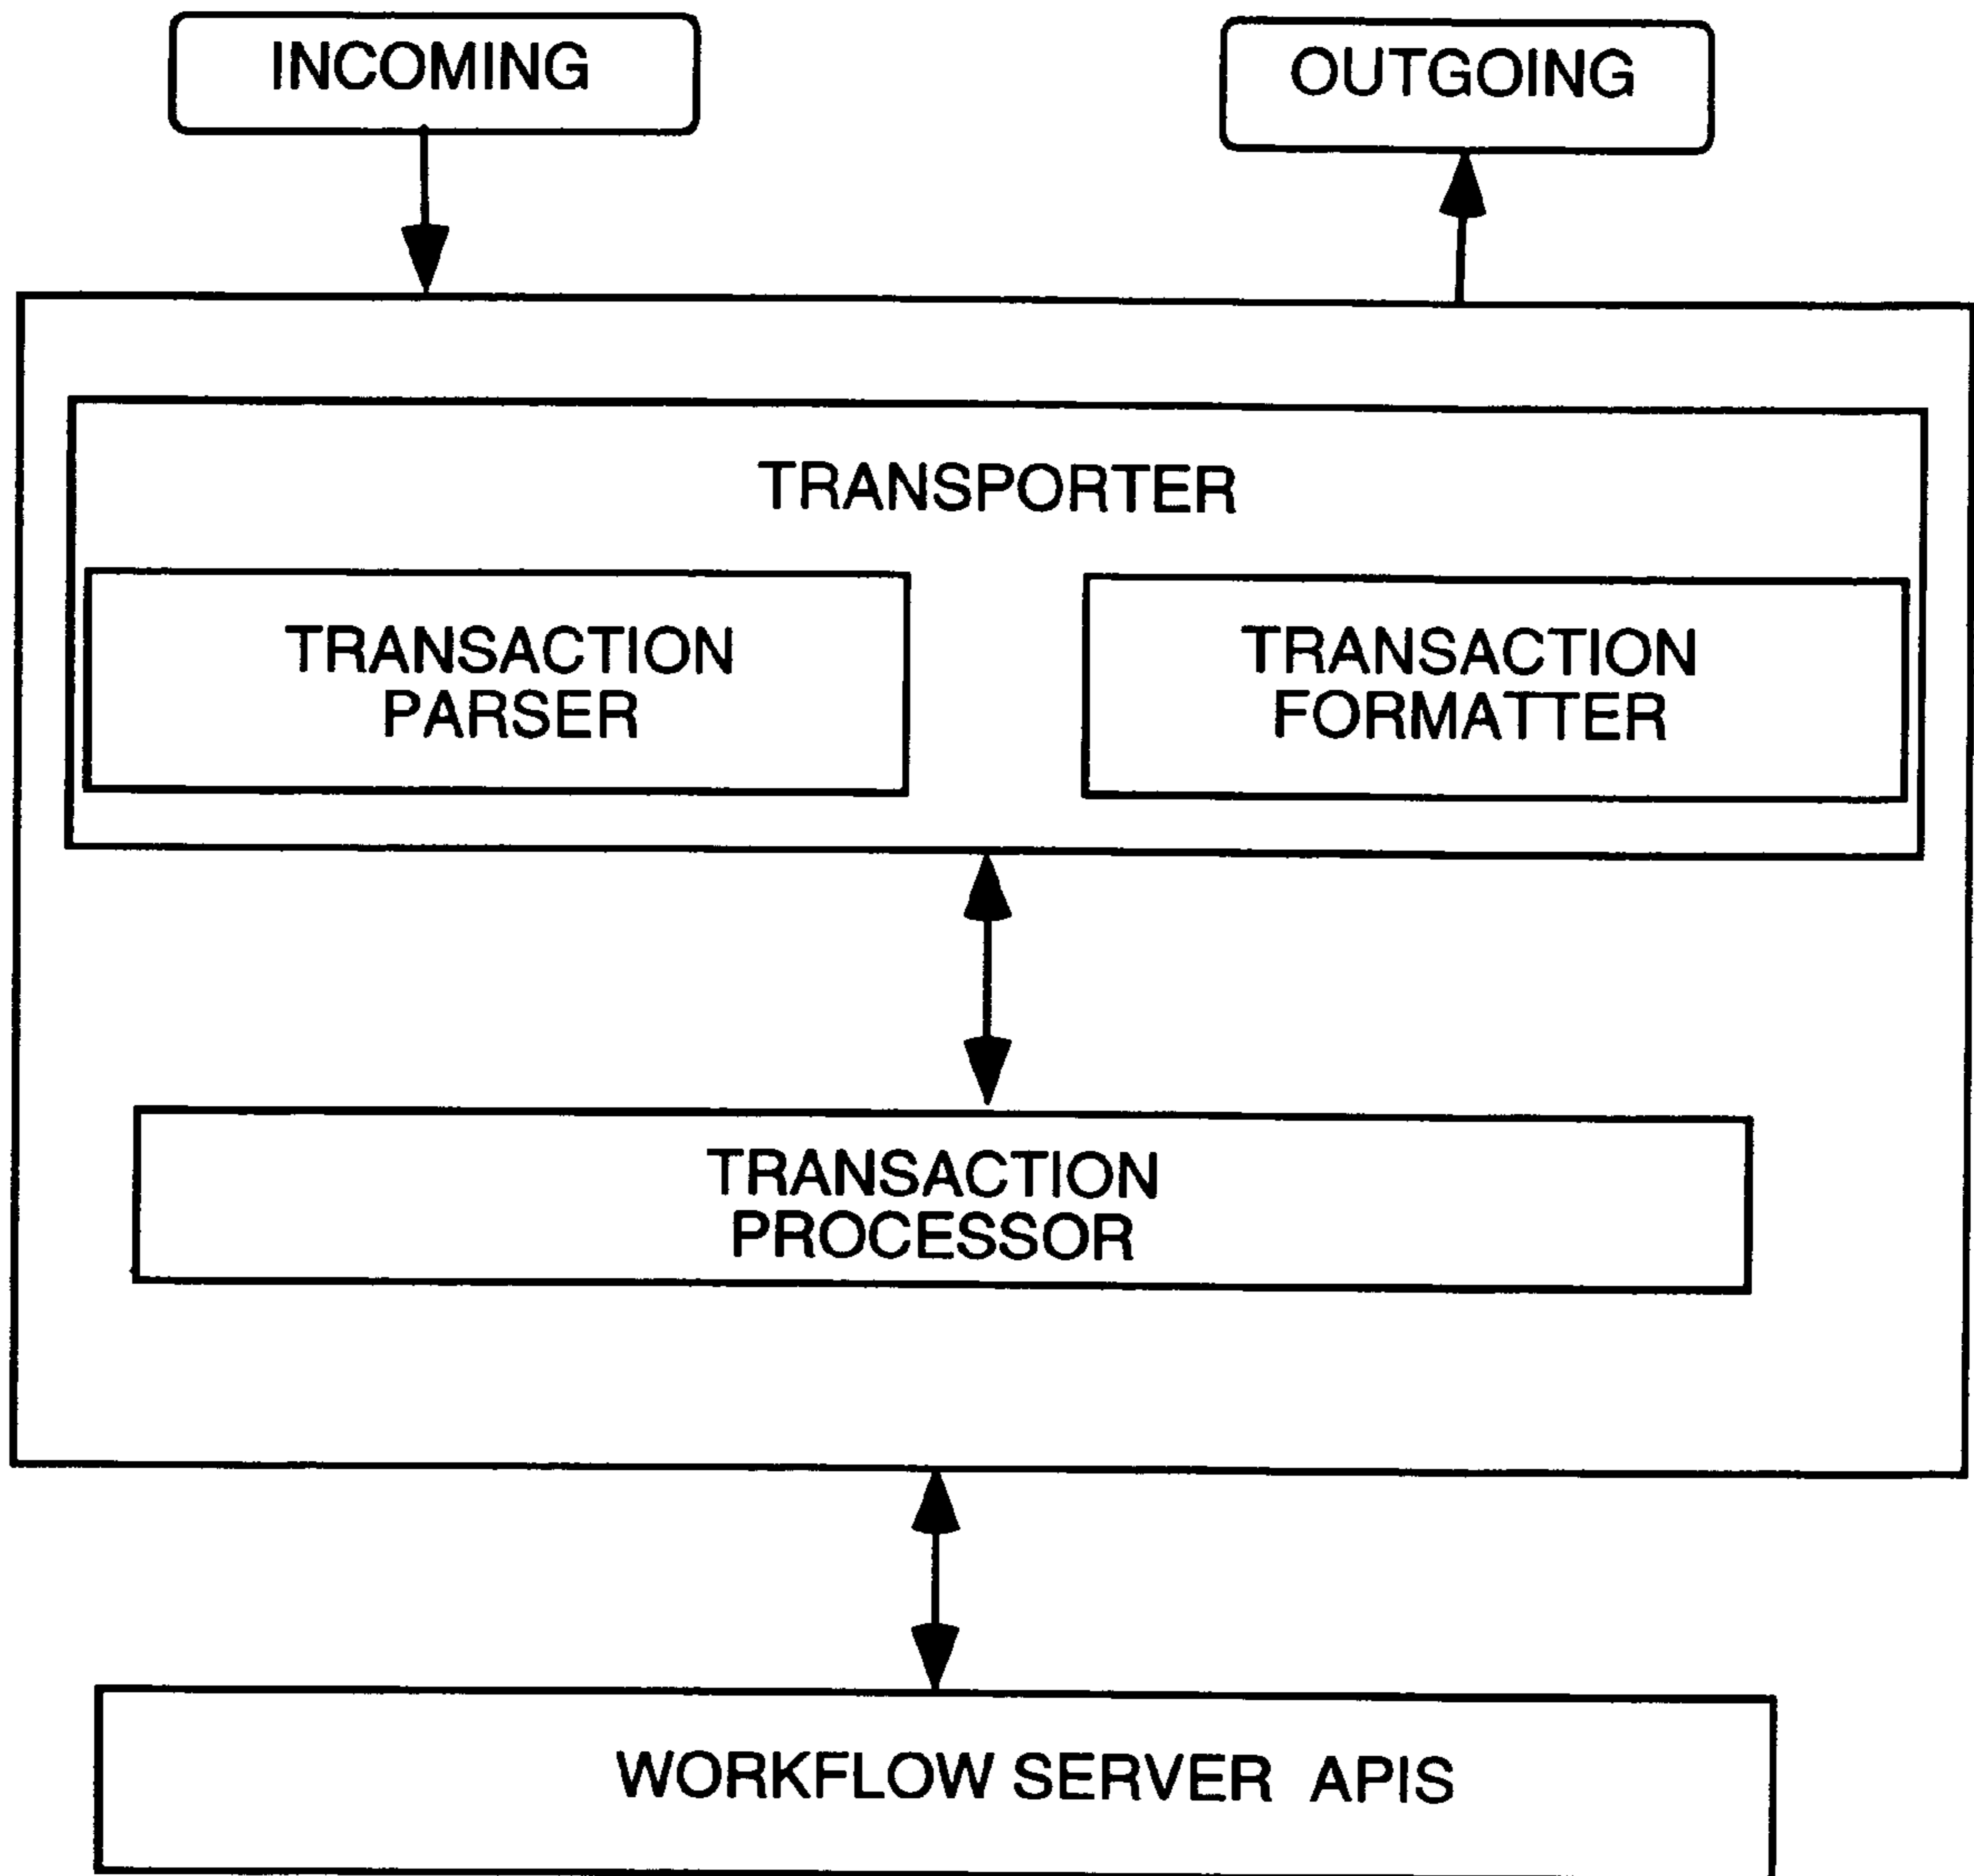 INCOMING
OUTGOING
TRANSPORTER
TRANSACTION
PARSER
TRANSACTION
FORMATTER
TRANSACTION
PROCESSOR
WORKFLOW SERVER APIS